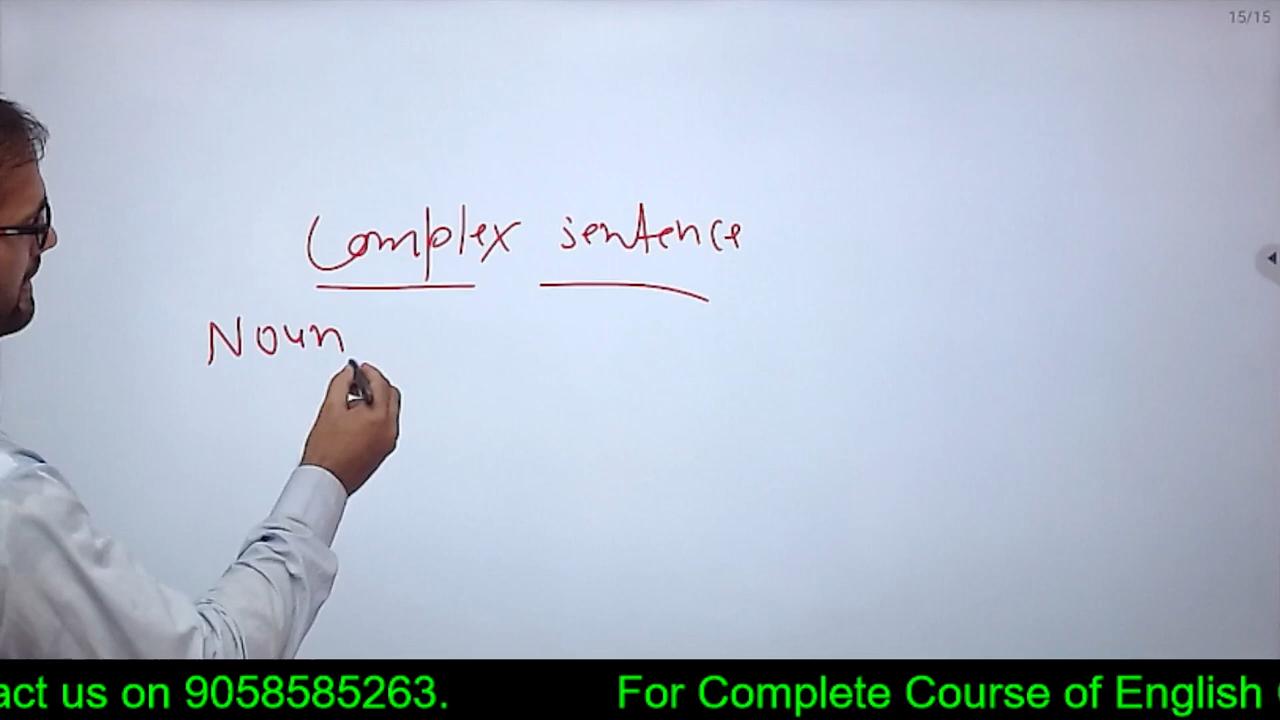 15/15
Complex sentence
Noun
act us on 9058585263. For Complete Course of English